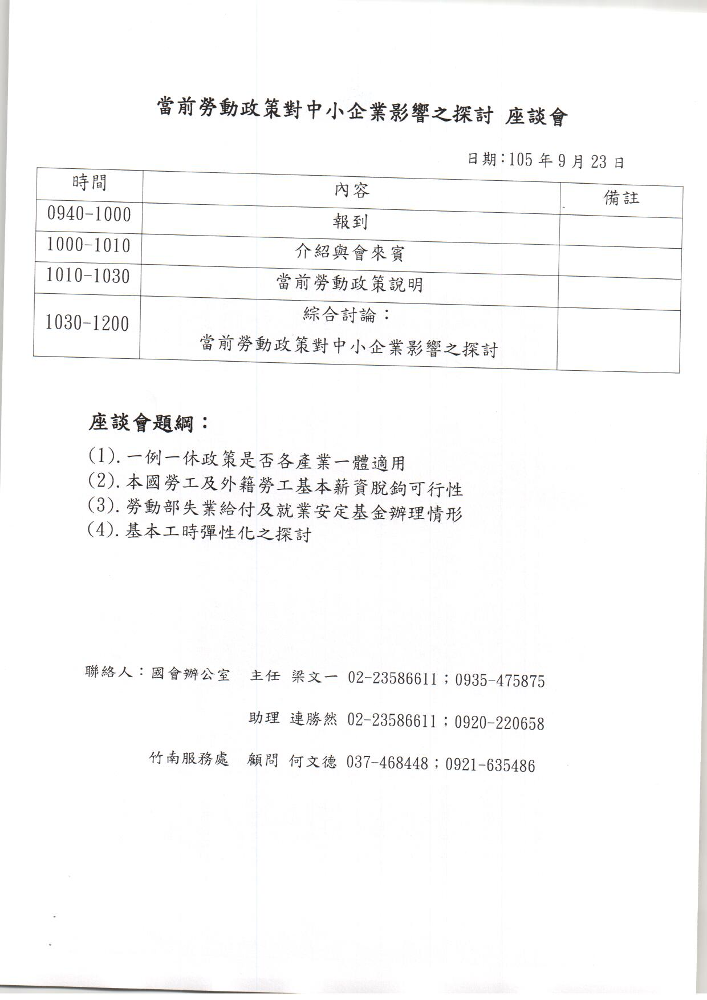 當前勞動政策對中小企業影響之探討 座談會
日期：105 年 9 月 23 日
時間 內容 備註
0940-1000 報到
1000-1010 介紹與會來賓
1010-1030 當前勞動政策說明
1030-1200 綜合討論：
當前勞動政策對中小企業影響之探討
座談會題綱：
(1). 一例一休政策是否各產業一體適用
(2). 本國勞工及外籍勞工基本薪資脫鉤可行性
(3). 勞動部失業給付及就業安定基金辦理情形
(4). 基本工時彈性化之探討
聯絡人：國會辦公室 主任 梁文一 02-23586611；0935-475875
助理 連勝然 02-23586611；0920-220658
竹南服務處 顧問 何文德 037-468448；0921-635486